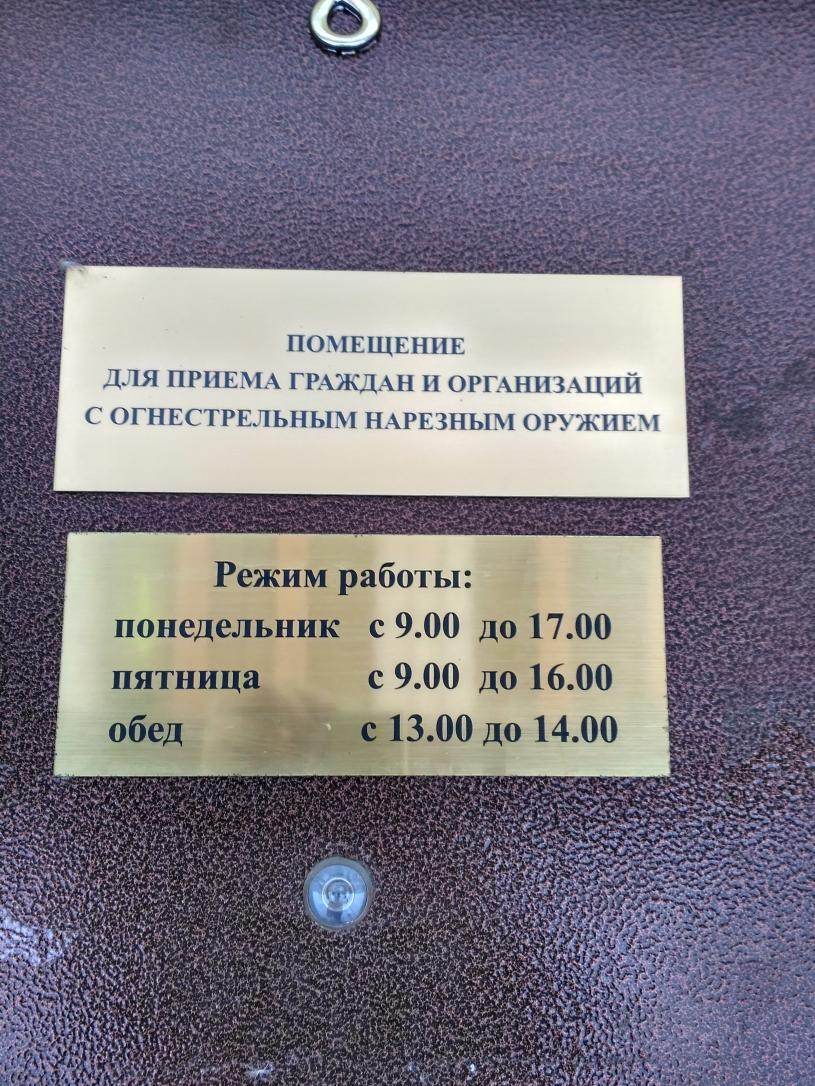 ПОМЕЩЕНИЕ
ДЛЯ ПРИЕМА ГРАЖДАН И ОРГАНИЗАЦИЙ
С ОГНЕСТРЕЛЬНЫМ НАРЕЗНЫМ ОРУЖИЕМ
Режим работы:
понедельник с 9.00 до 17.00
пятница с 9.00 до 16.00
обед с 13.00 до 14.00